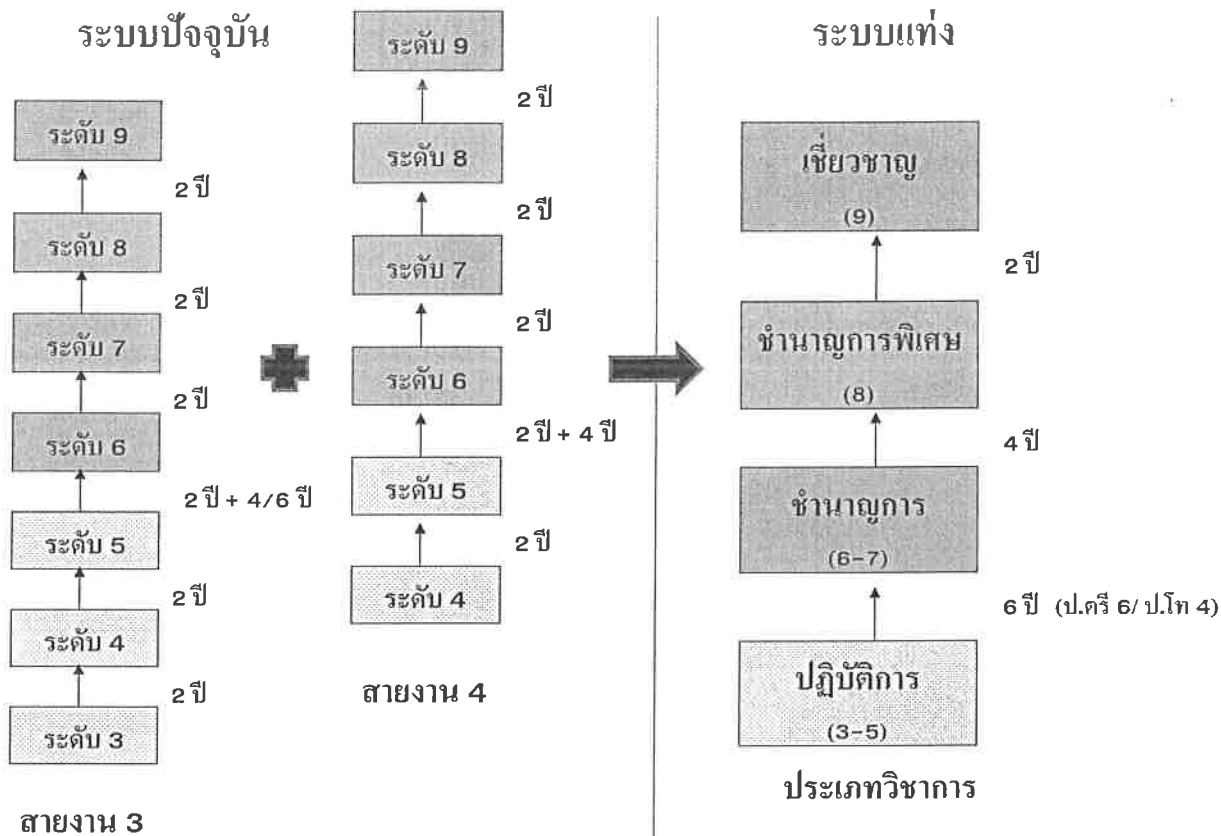 ระบบปัจจุบัน
ระดับ 9
2 ปี
ระดับ 8
2 ปี
ระดับ 7
2 ปี
ระดับ 6
2 ปี + 4/6 ปี
ระดับ 5
2 ปี
ระดับ 4
2 ปี
ระดับ 3
สายงาน 3
ระดับ 9
2 ปี
ระดับ 8
2 ปี
ระดับ 7
2 ปี
ระดับ 6
2 ปี + 4 ปี
ระดับ 5
2 ปี
ระดับ 4
สายงาน 4
ระบบแท่ง
เชี่ยวชาญ
(9)
2 ปี
ชำนาญการพิเศษ
(8)
4 ปี
ชำนาญการ
(6-7)
6 ปี (ป.ตรี 6/ ป.โท 4)
ปฏิบัติการ
(3-5)
ประเภทวิชาการ